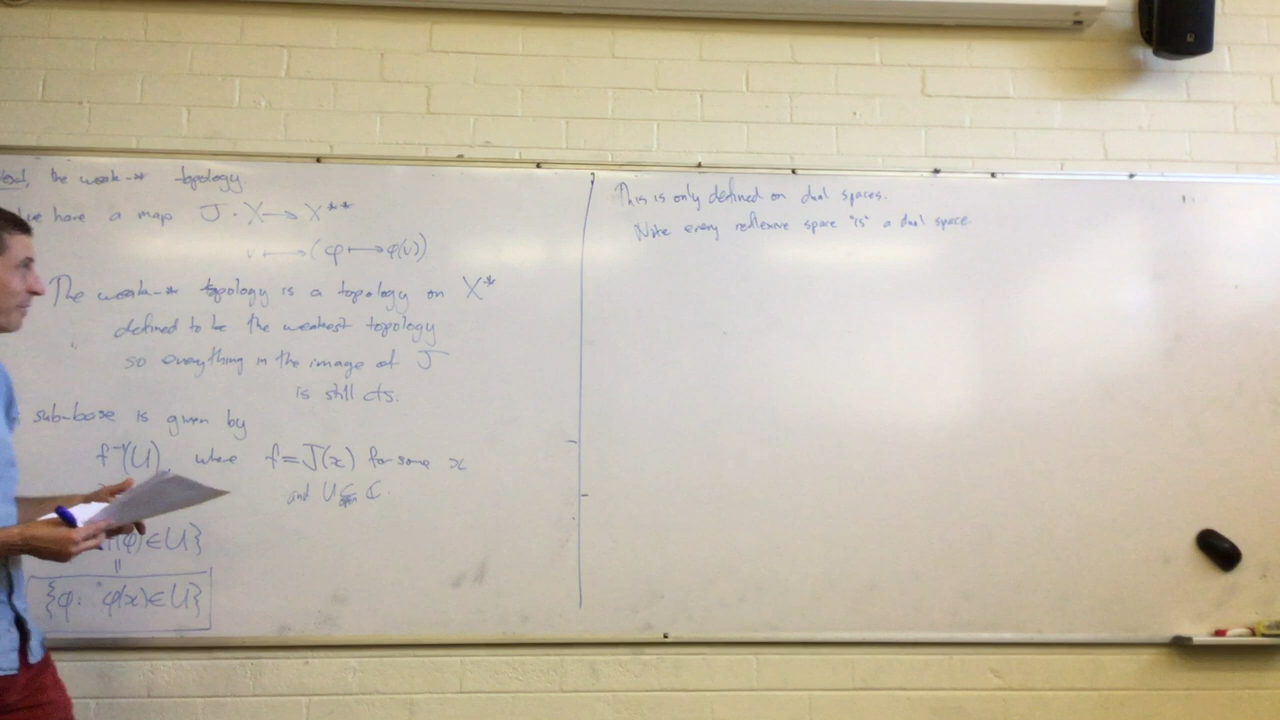 the weak-* topology
We have a map J: X → X**
v ⟼ (φ ⟼ φ(v))
The weak-* topology is a topology on X*
defined to be the weakest topology
so everything in the image of J
is still cts.
sub-base is given by
f⁻¹(U), where f = J(x) for some x
and U ⊆ ℂ.
φ) ∈ U}
=
{φ: φ(x) ∈ U}
This is only defined on dual spaces.
Note every reflexive space "is" a dual space